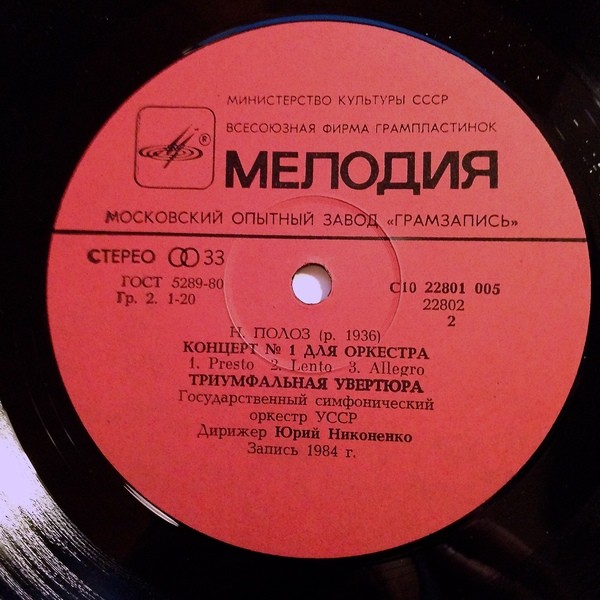 МИНИСТЕРСТВО КУЛЬТУРЫ СССР
ВСЕСОЮЗНАЯ ФИРМА ГРАМПЛАСТИНОК
®
МЕЛОДИЯ
МОСКОВСКИЙ ОПЫТНЫЙ ЗАВОД «ГРАМЗАПИСЬ»
СТЕРЕО 33
ГОСТ 5289-80
Гр. 2. 1-20
С10 22801 005
22802
2
Н. ПОЛОЗ (р. 1936)
КОНЦЕРТ № 1 ДЛЯ ОРКЕСТРА
1. Presto 2. Lento 3. Allegro
ТРИУМФАЛЬНАЯ УВЕРТЮРА
Государственный симфонический
оркестр УССР
Дирижер Юрий Никоненко
Запись 1984 г.